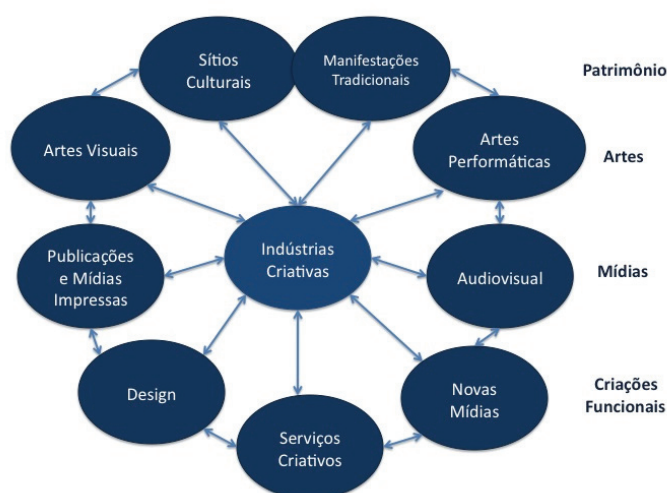 Sítios
Culturais
Manifestações
Tradicionais
Patrimônio
Artes Visuais
Artes
Performáticas
Artes
Indústrias
Criativas
Publicações
e Mídias
Impressas
Audiovisual
Mídias
Design
Novas
Mídias
Criações
Funcionais
Serviços
Criativos